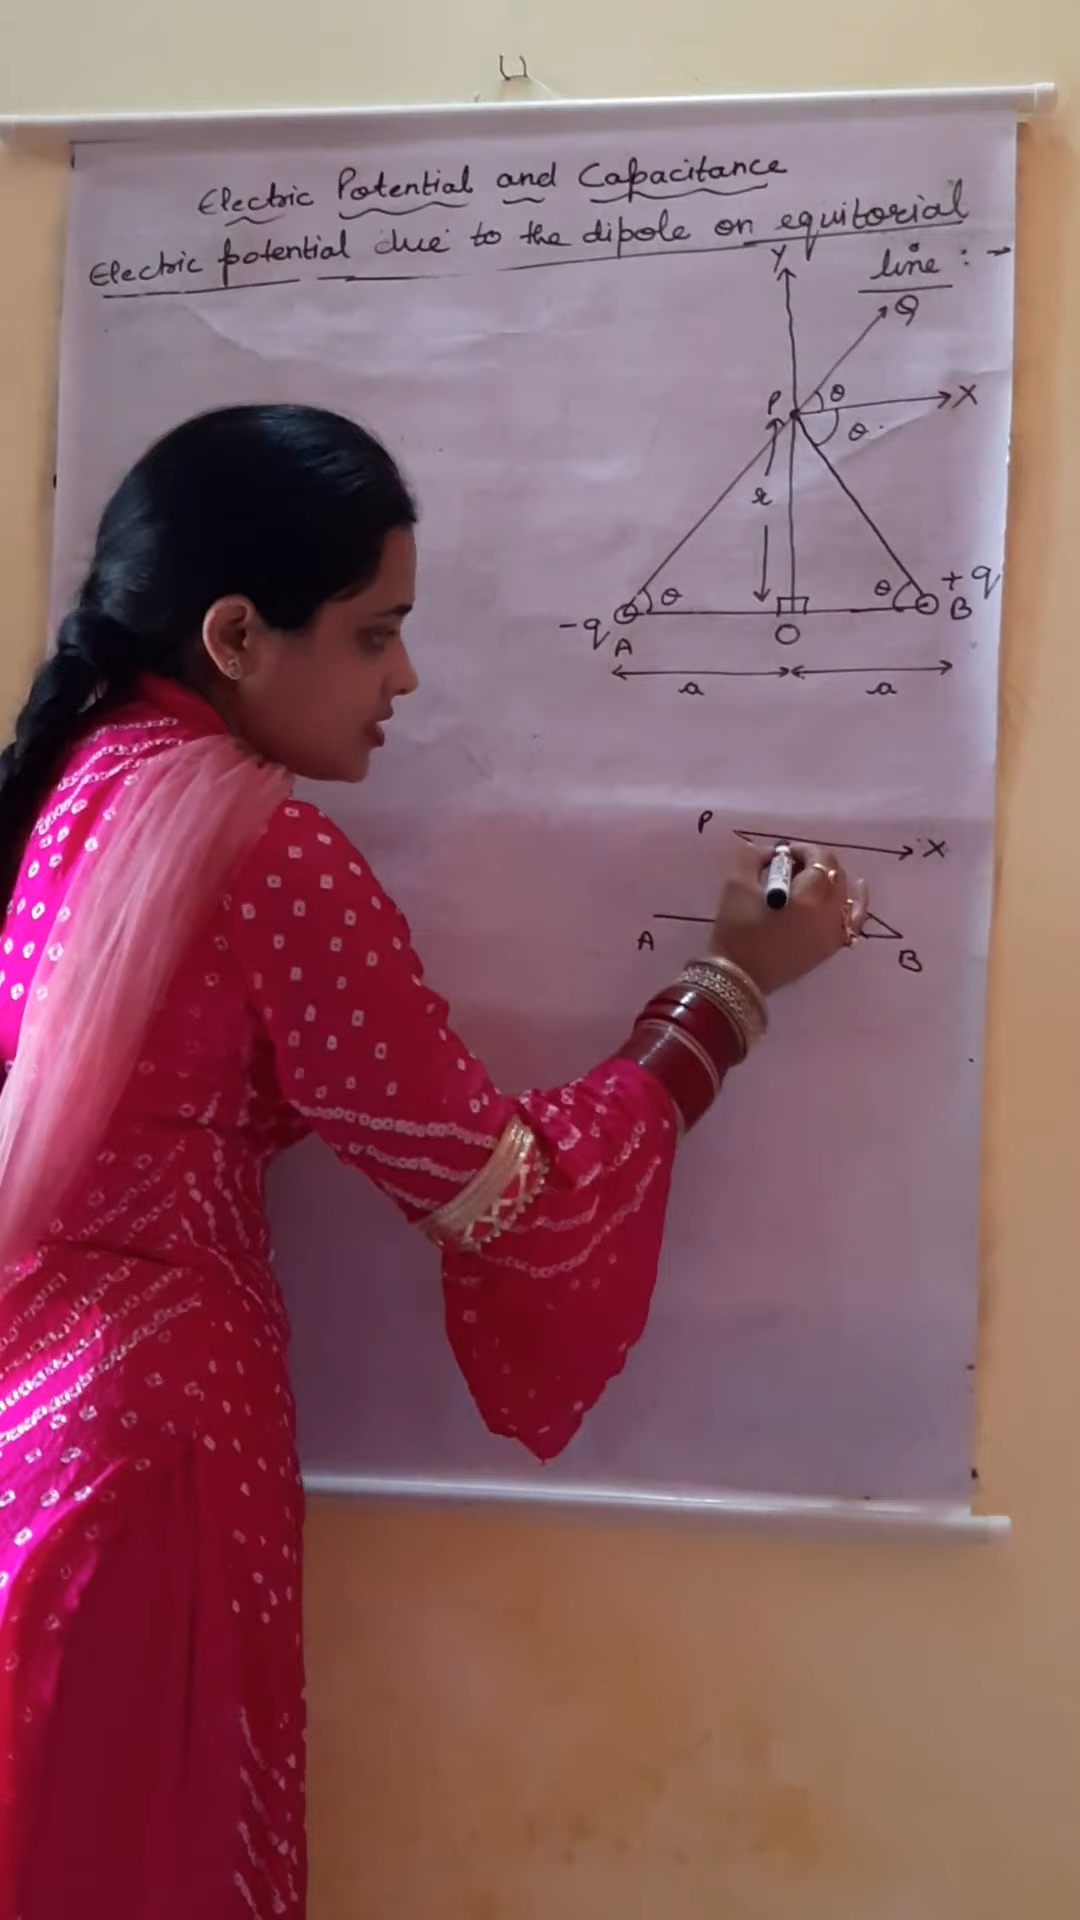 Electric Potential and Capacitance
Electric potential due to the dipole on equitorial
line : -
Y
Q
P
θ
X
θ
r
-q
θ
θ
+q
A
O
B
a
a
P
X
A
B